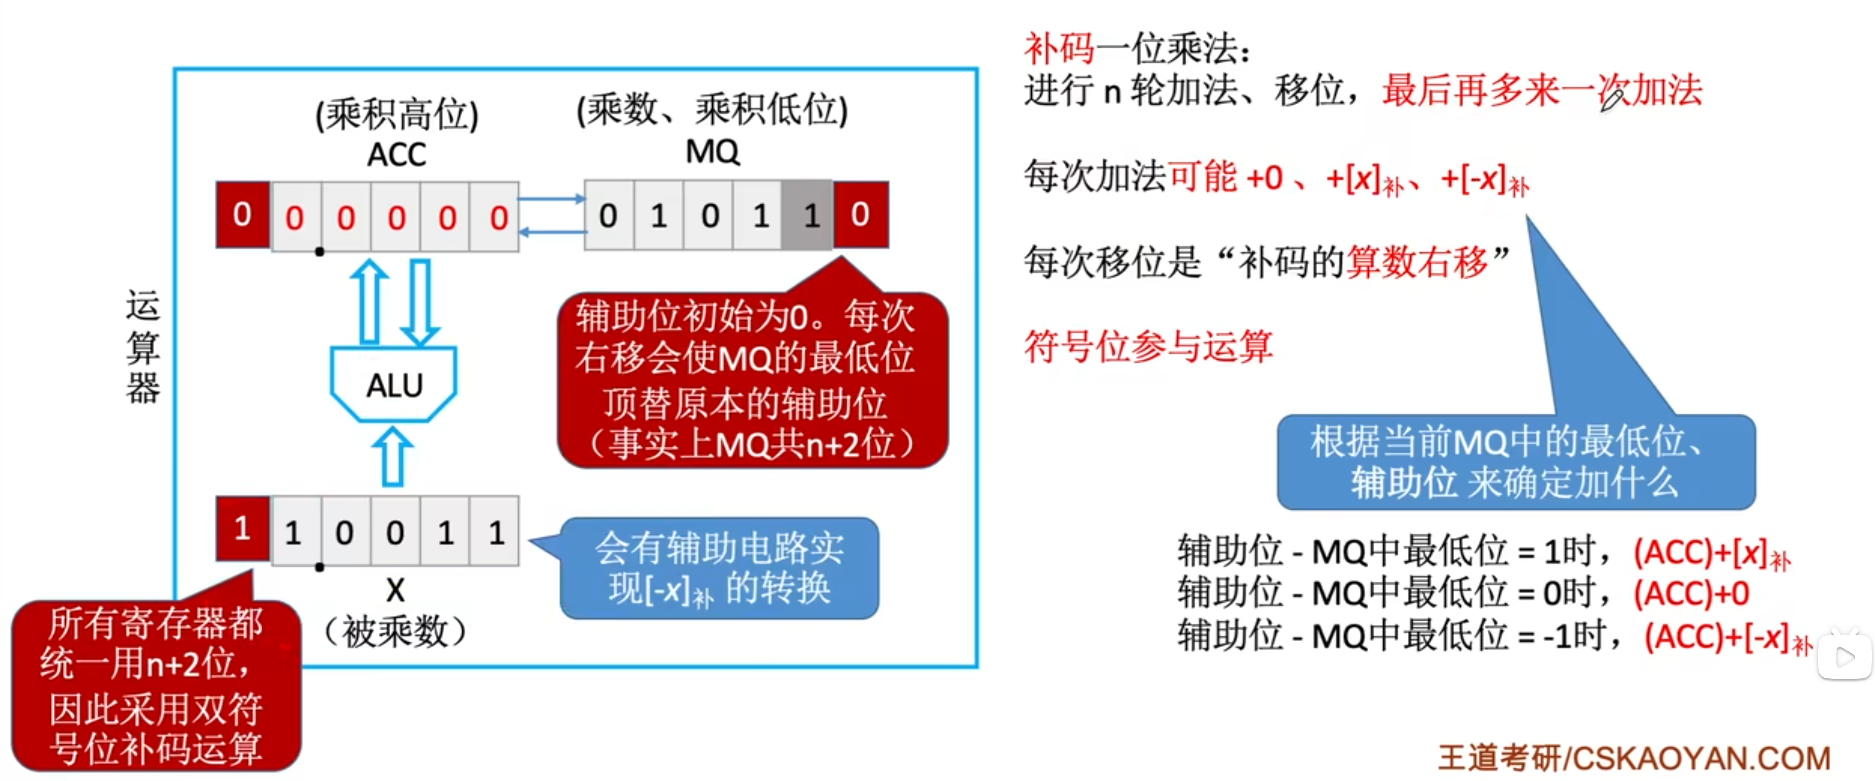 补码一位乘法：
进行 n 轮加法、移位，最后再多来一次加法
每次加法可能 +0 、+[x]补、+[-x]补
每次移位是“补码的算数右移”
符号位参与运算
根据当前MQ中的最低位、
辅助位 来确定加什么
辅助位 - MQ中最低位 = 1时，(ACC)+[x]补
辅助位 - MQ中最低位 = 0时，(ACC)+0
辅助位 - MQ中最低位 = -1时，(ACC)+[-x]补
(乘积高位)
ACC
(乘数、乘积低位)
MQ
0 0 0 0 0 0
0 1 0 1 1 0
运算器
ALU
辅助位初始为0。每次
右移会使MQ的最低位
顶替原本的辅助位
（事实上MQ共n+2位）
1 1 0 0 1 1
X
（被乘数）
会有辅助电路实
现[-x]补 的转换
所有寄存器都
统一用n+2位，
因此采用双符
号位补码运算
王道考研/CSKAOYAN.COM